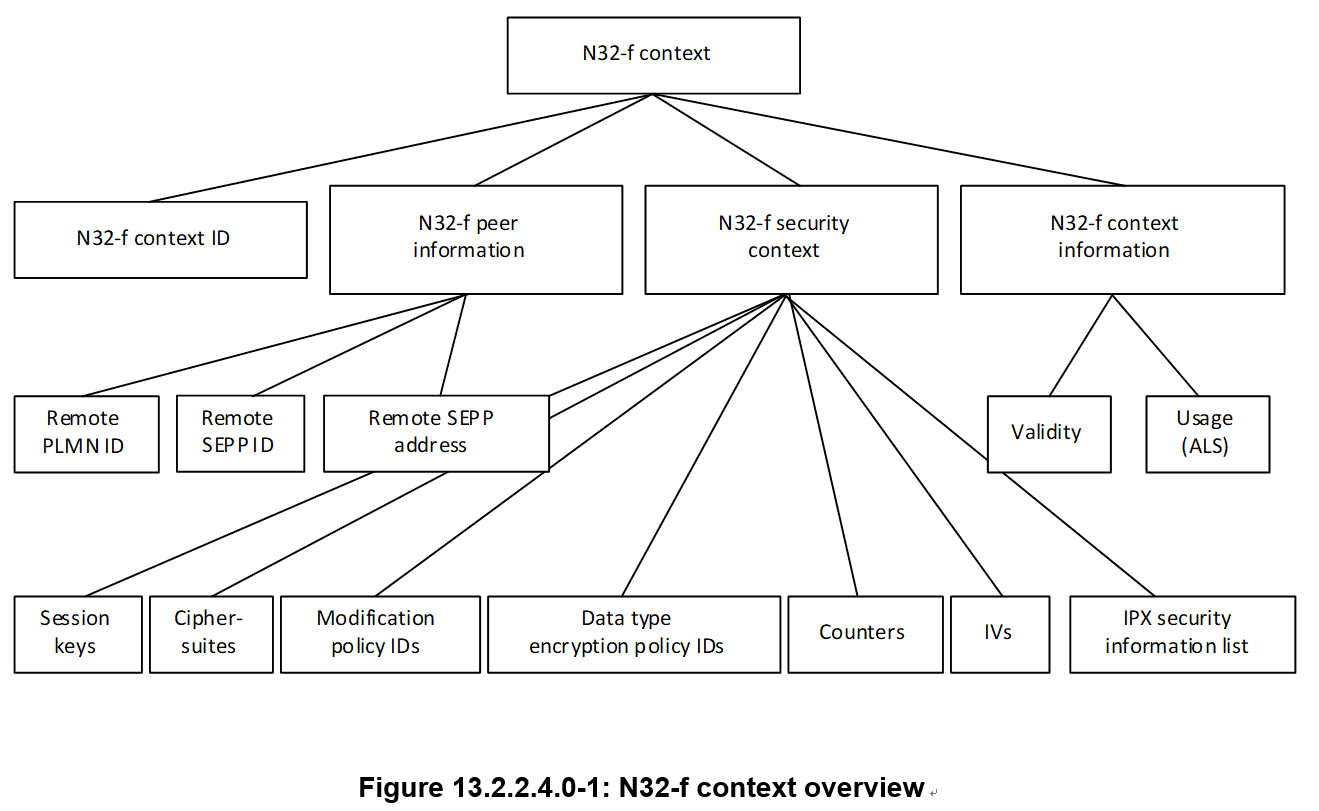 N32-f context
N32-f context ID
N32-f peer
information
N32-f security
context
N32-f context
information
Remote
PLMN ID
Remote
SEPP ID
Remote SEPP
address
Validity
Usage
(ALS)
Session
keys
Cipher-
suites
Modification
policy IDs
Data type
encryption policy IDs
Counters
IVs
IPX security
information list
Figure 13.2.2.4.0-1: N32-f context overview